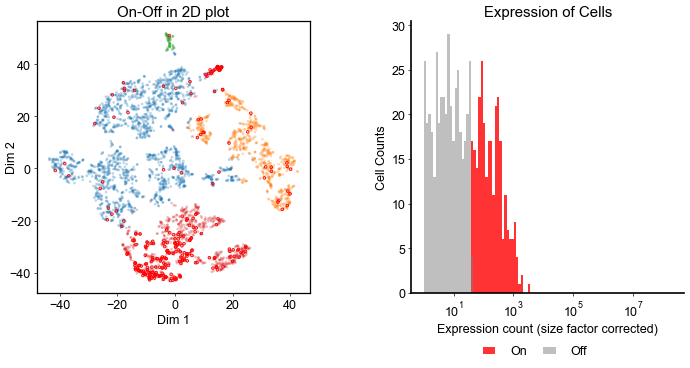 On-Off in 2D plot
Dim 2
40
20
0
−20
−40
−40 −20 0 20 40
Dim 1
Expression of Cells
Cell Counts
30
25
20
15
10
5
0
10^1 10^3 10^5 10^7
Expression count (size factor corrected)
On Off